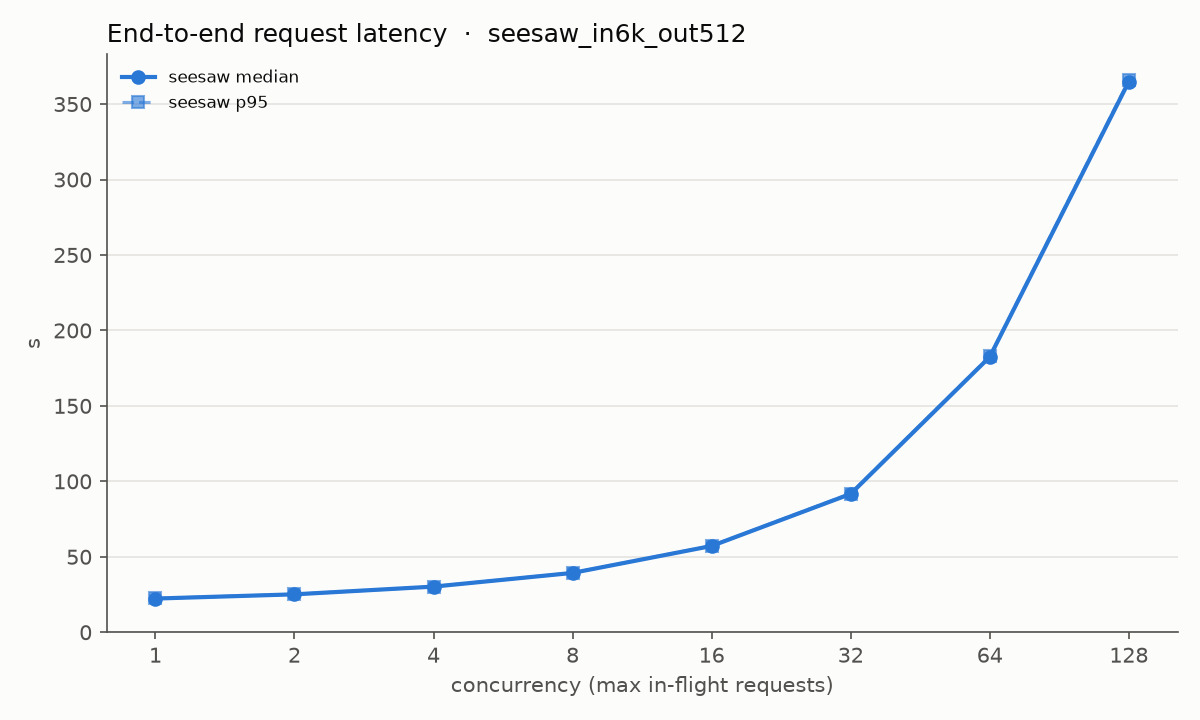 End-to-end request latency · seesaw_in6k_out512
seesaw median
seesaw p95
350
300
250
200
150
100
50
0
s
1 2 4 8 16 32 64 128
concurrency (max in-flight requests)